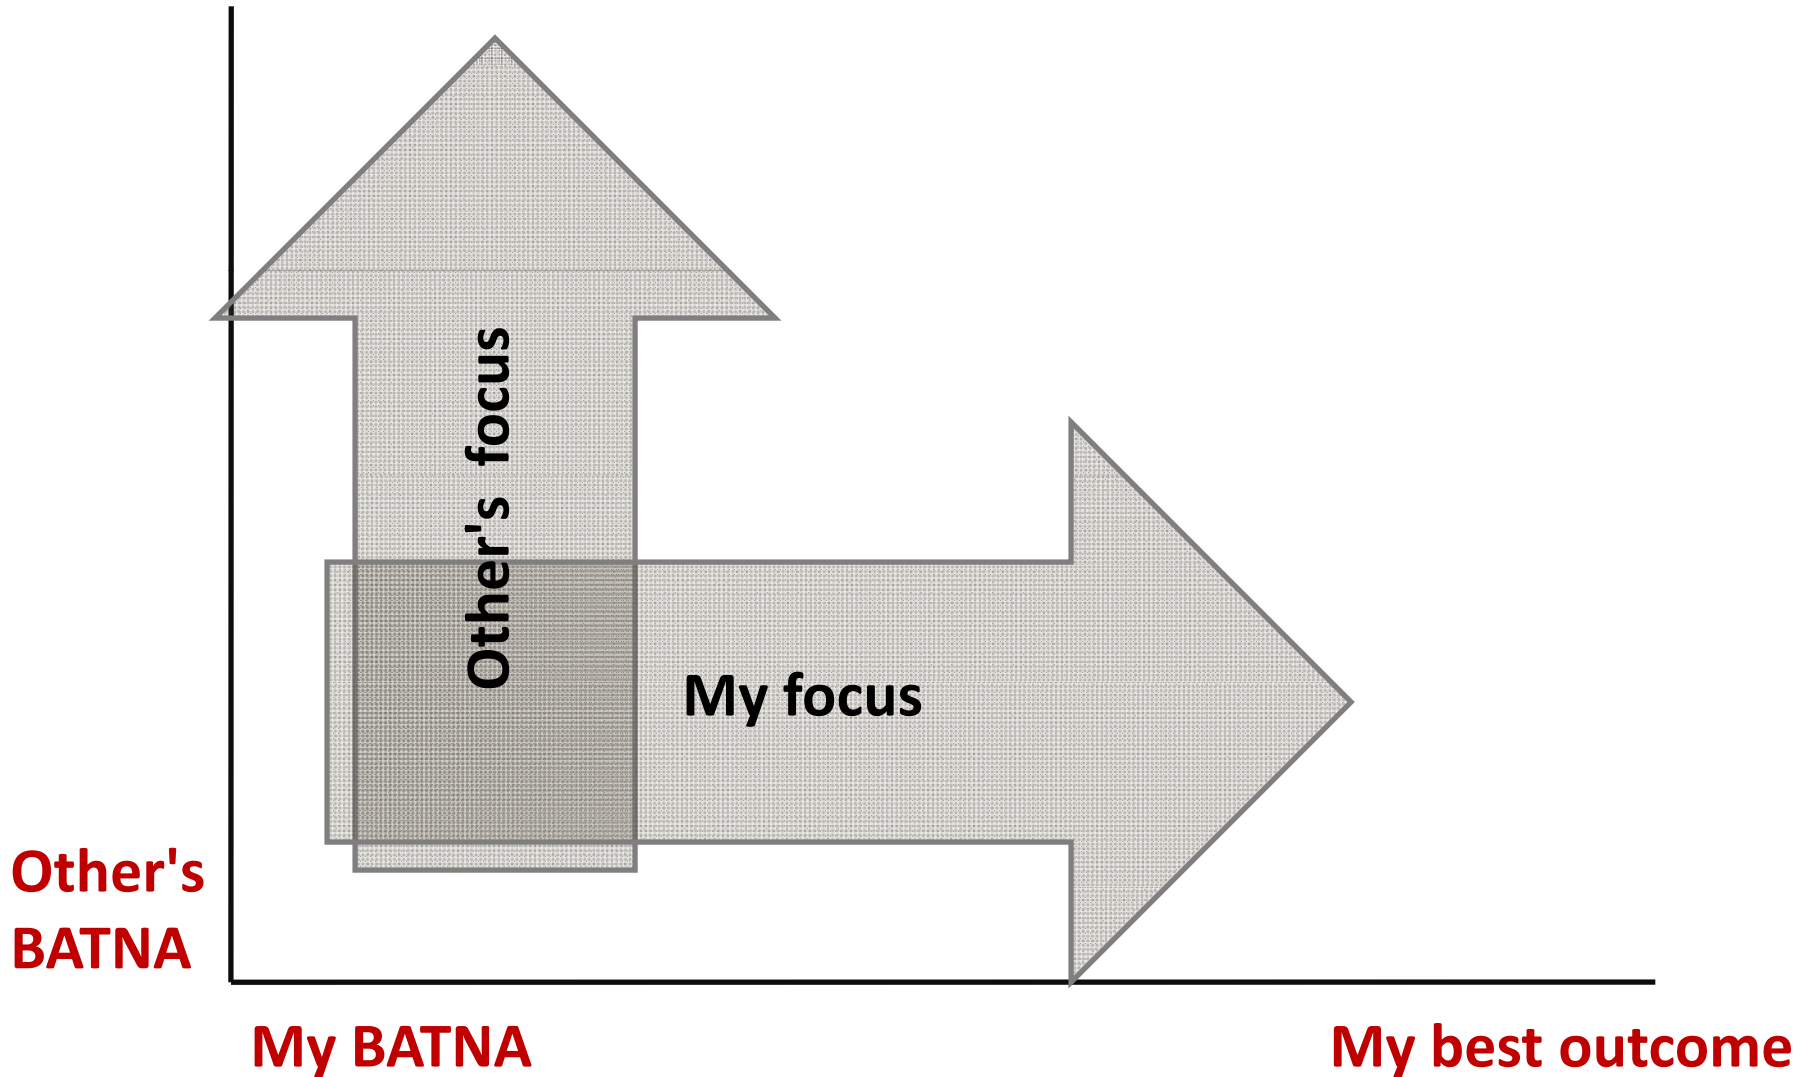 Other's focus
My focus
Other's
BATNA
My BATNA
My best outcome